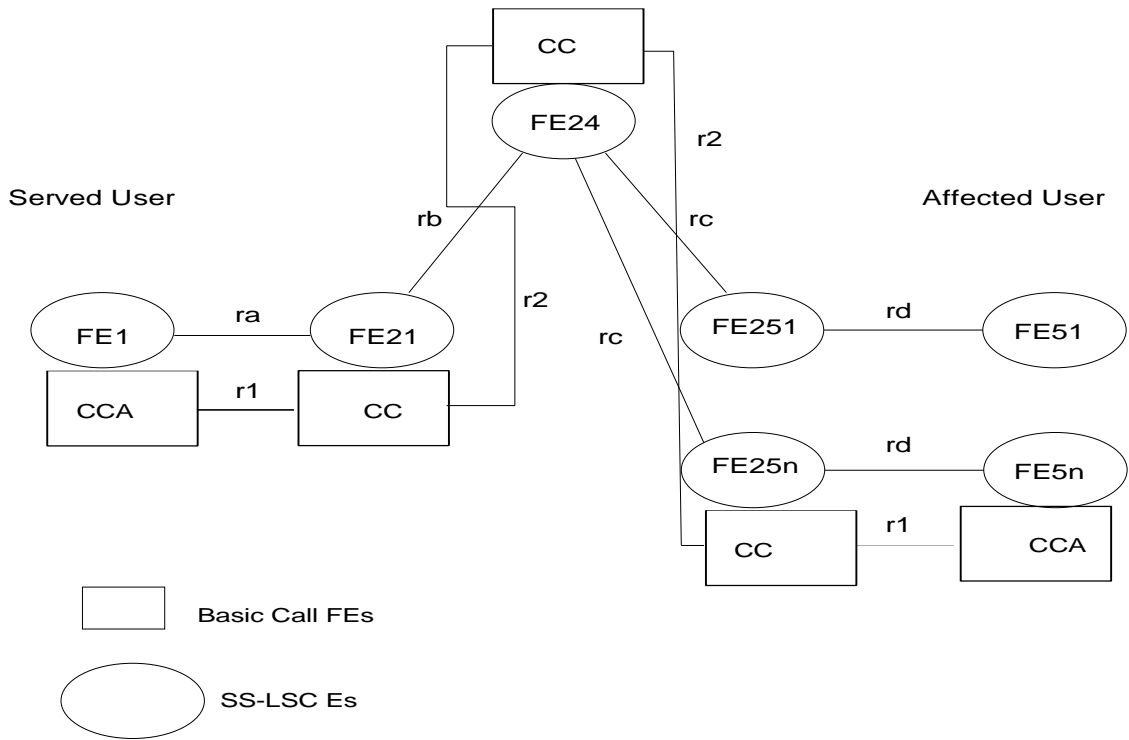 CC
FE24
r2
Served User
Affected User
rb
rc
r2
ra
rc
rd
FE1
FE21
FE251
FE51
r1
CCA
CC
rd
FE25n
FE5n
r1
CC
CCA
Basic Call FEs
SS-LSC Es